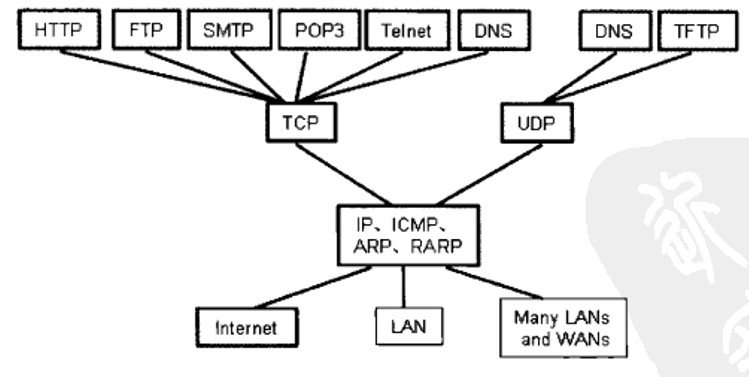 HTTP
FTP
SMTP
POP3
Telnet
DNS
DNS
TFTP
TCP
UDP
IP、ICMP、
ARP、RARP
Internet
LAN
Many LANs
and WANs